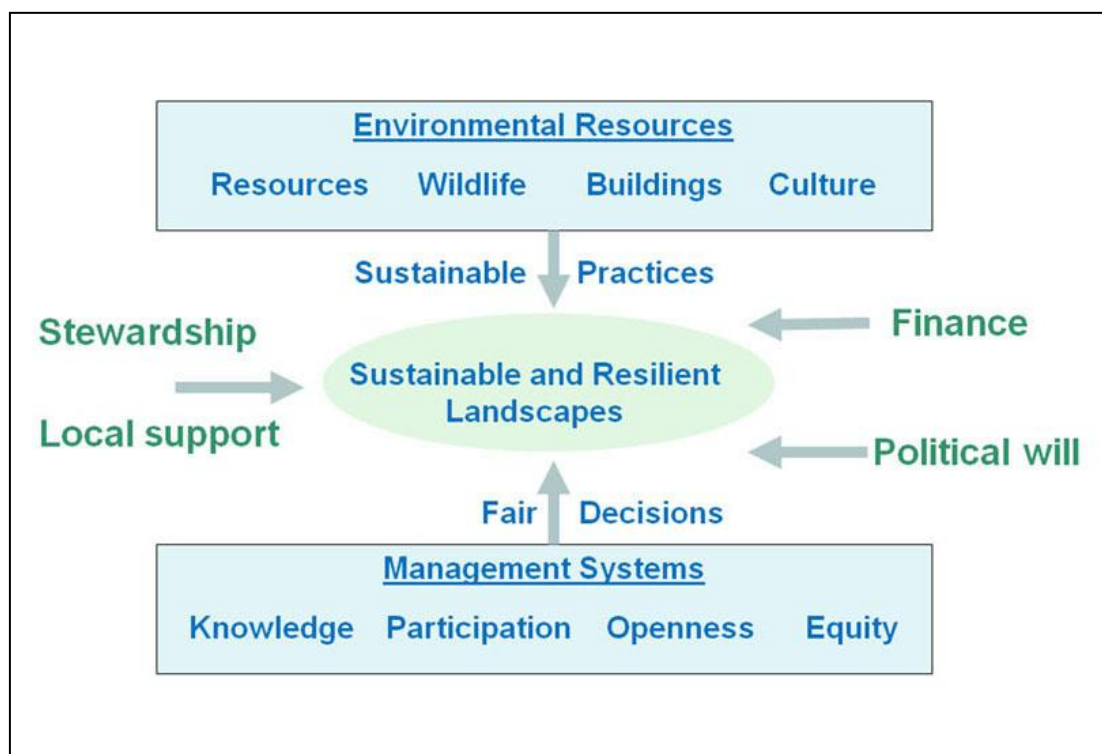 Environmental Resources
Resources Wildlife Buildings Culture
Sustainable Practices
Stewardship
Local support
Finance
Sustainable and Resilient
Landscapes
Political will
Fair Decisions
Management Systems
Knowledge Participation Openness Equity